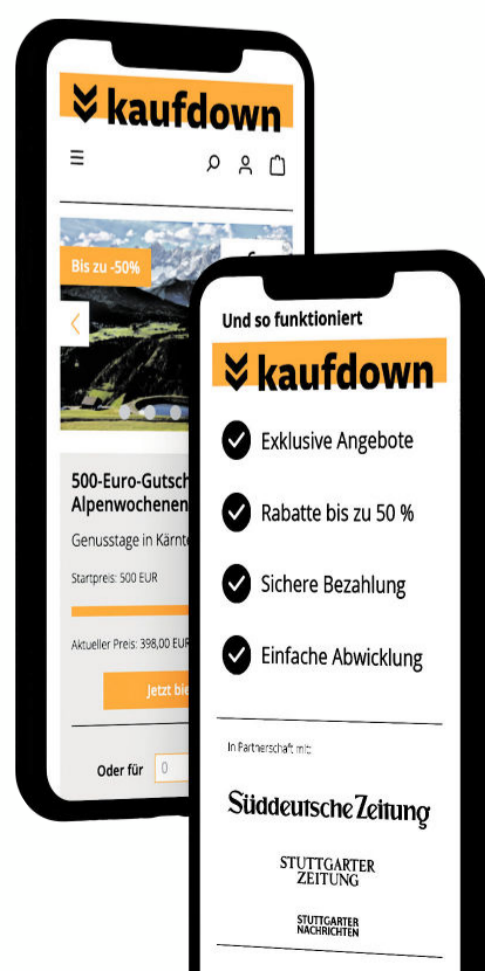 kaufdown
Bis zu -50%
500-Euro-Gutsch
Alpenwochenen
Genusstage in Kärnt
Startpreis: 500 EUR
Aktueller Preis: 398,00 EUR
Jetzt bie
Oder für 0
Und so funktioniert
kaufdown
Exklusive Angebote
Rabatte bis zu 50 %
Sichere Bezahlung
Einfache Abwicklung
In Partnerschaft mit:
Süddeutsche Zeitung
STUTTGARTER
ZEITUNG
STUTTGARTER
NACHRICHTEN